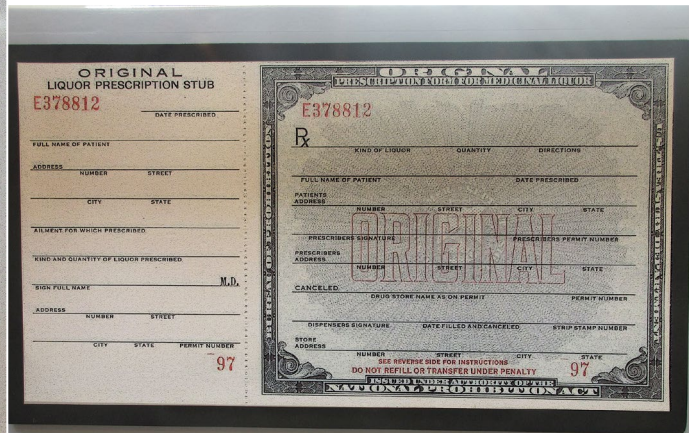 ORIGINAL
LIQUOR PRESCRIPTION STUB
E378812
DATE PRESCRIBED
FULL NAME OF PATIENT
ADDRESS
NUMBER STREET
CITY STATE
AILMENT FOR WHICH PRESCRIBED
KIND AND QUANTITY OF LIQUOR PRESCRIBED
M.D.
SIGN FULL NAME
ADDRESS
NUMBER STREET
CITY STATE PERMIT NUMBER
97
ORIGINAL
PRESCRIPTION FORM FOR MEDICINAL LIQUOR
E378812
Rx
KIND OF LIQUOR QUANTITY DIRECTIONS
FULL NAME OF PATIENT DATE PRESCRIBED
PATIENTS
ADDRESS
NUMBER STREET CITY STATE
ORIGINAL
PRESCRIBERS SIGNATURE PRESCRIBERS PERMIT NUMBER
PRESCRIBERS
ADDRESS
NUMBER STREET CITY STATE
CANCELED
DRUG STORE NAME AS ON PERMIT PERMIT NUMBER
DISPENSERS SIGNATURE DATE FILLED AND CANCELED STRIP STAMP NUMBER
STORE
ADDRESS
NUMBER STREET CITY STATE
SEE REVERSE SIDE FOR INSTRUCTIONS
DO NOT REFILL OR TRANSFER UNDER PENALTY
97
ISSUED UNDER AUTHORITY OF THE
NATIONAL PROHIBITION ACT